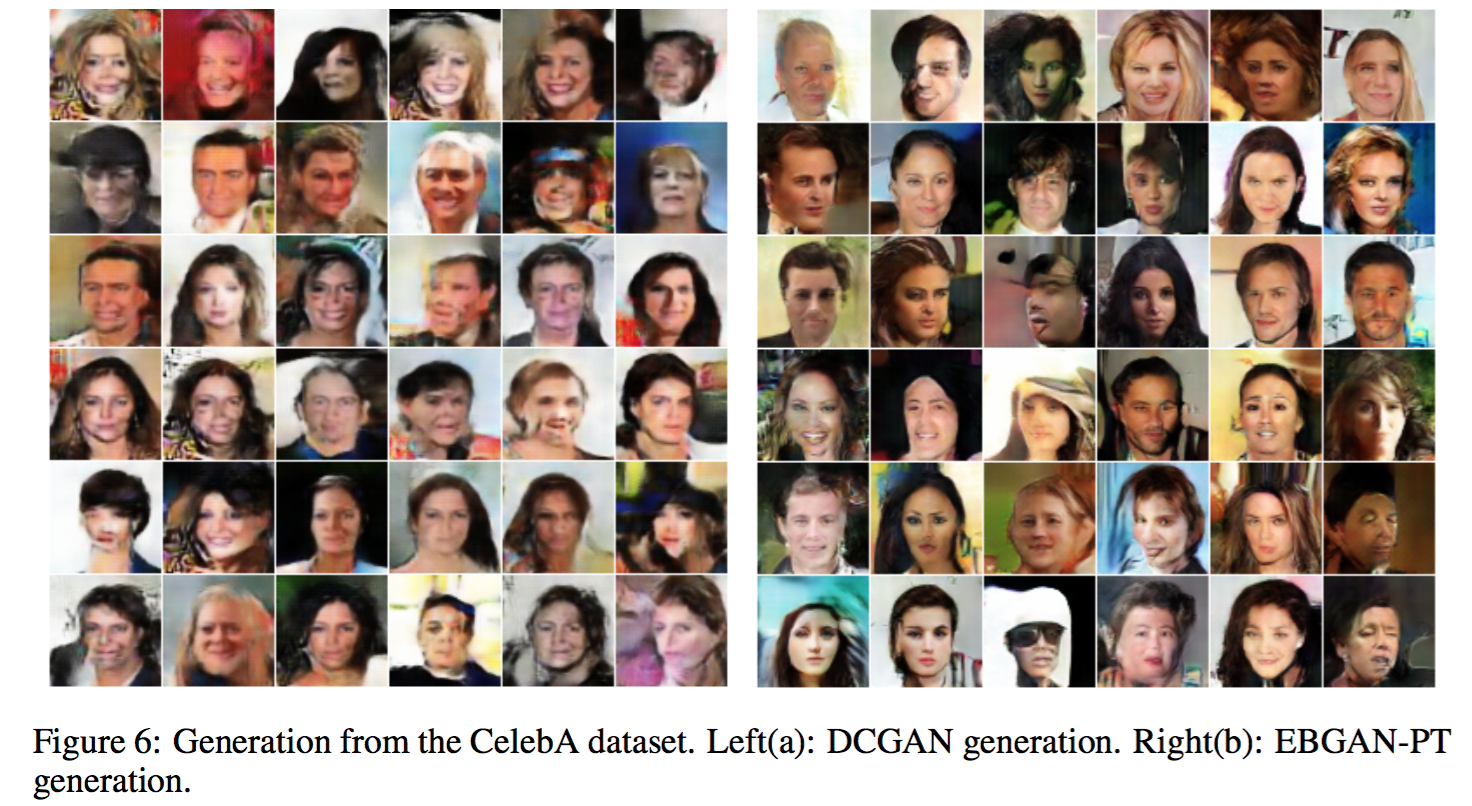 Figure 6: Generation from the CelebA dataset. Left(a): DCGAN generation. Right(b): EBGAN-PT
generation.